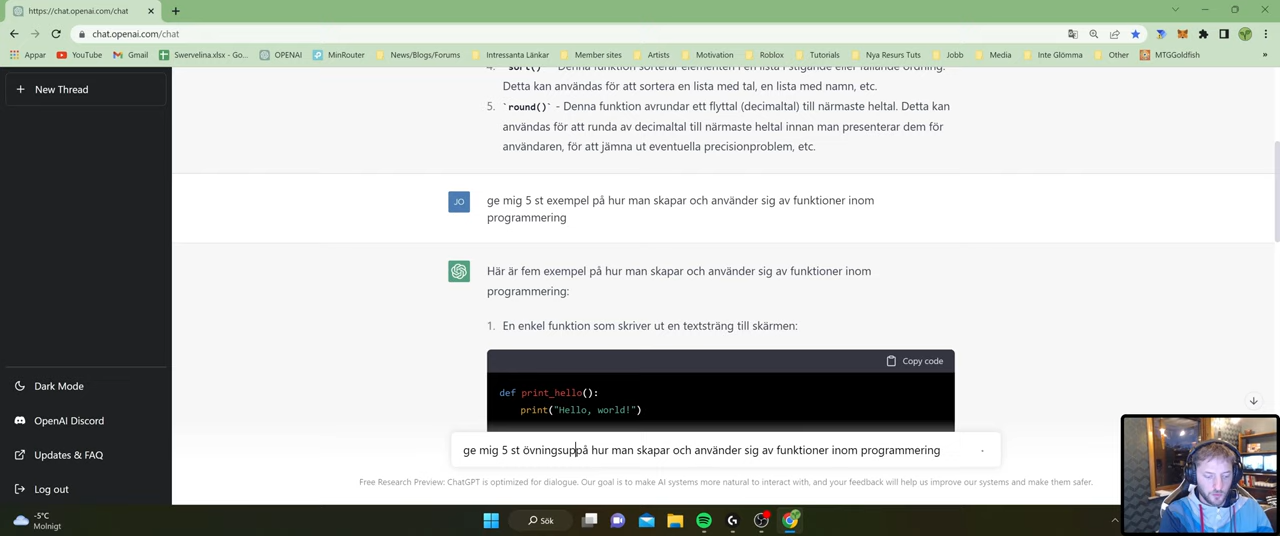 https://chat.openai.com/chat
chat.openai.com/chat
Appar YouTube Gmail Swervelina.xlsx - Go... OPENAI MinRouter News/Blogs/Forums Intressanta Länkar Member sites Artists Motivation Roblox Tutorials Nya Resurs Tuts Jobb Media Inte Glömma Other MTGGoldfish
New Thread
Dark Mode
OpenAI Discord
Updates & FAQ
Log out
4. `sort()` - Denna funktion sorterar elementen i en lista i stigande eller fallande ordning.
Detta kan användas för att sortera en lista med tal, en lista med namn, etc.
5. `round()` - Denna funktion avrundar ett flyttal (decimaltal) till närmaste heltal. Detta kan
användas för att runda av decimaltal till närmaste heltal innan man presenterar dem för
användaren, för att jämna ut eventuella precisionproblem, etc.
JO
ge mig 5 st exempel på hur man skapar och använder sig av funktioner inom
programmering
Här är fem exempel på hur man skapar och använder sig av funktioner inom
programmering:
1. En enkel funktion som skriver ut en textsträng till skärmen:
Copy code
def print_hello():
print("Hello, world!")
ge mig 5 st övningsuppå hur man skapar och använder sig av funktioner inom programmering
Free Research Preview: ChatGPT is optimized for dialogue. Our goal is to make AI systems more natural to interact with, and your feedback will help us improve our systems and make them safer.
-5°C
Molnigt
Sök